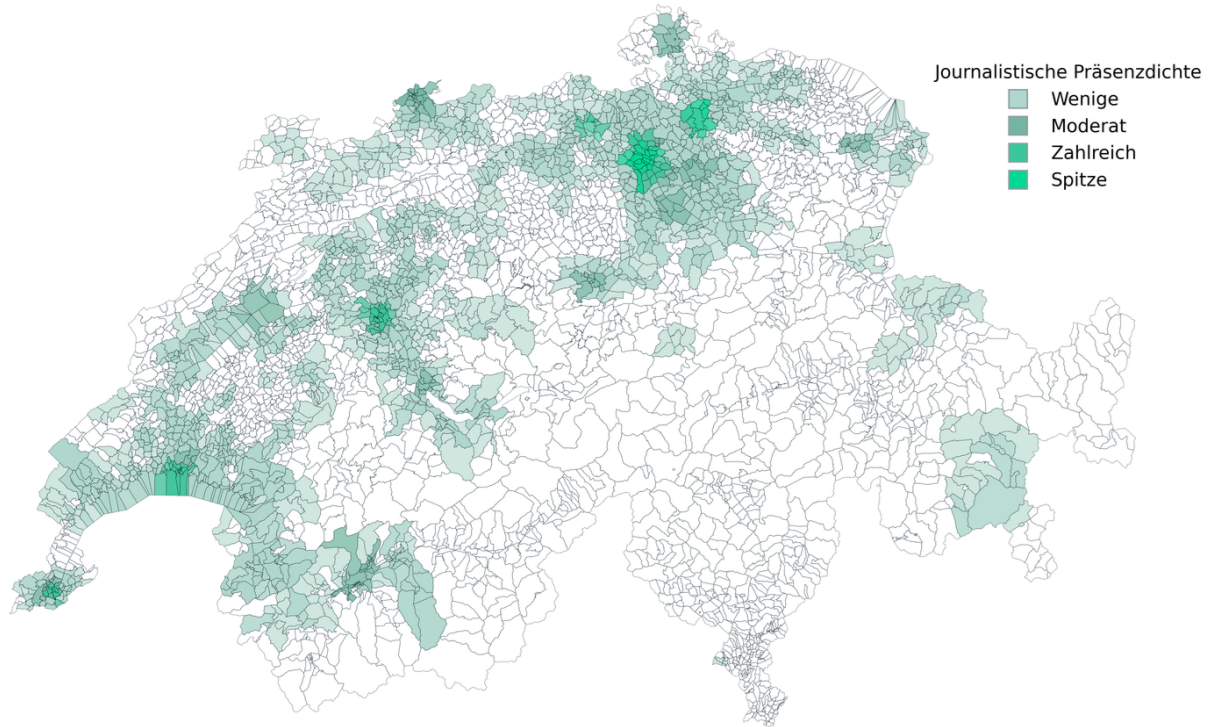 Journalistische Präsenzdichte
Wenige
Moderat
Zahlreich
Spitze